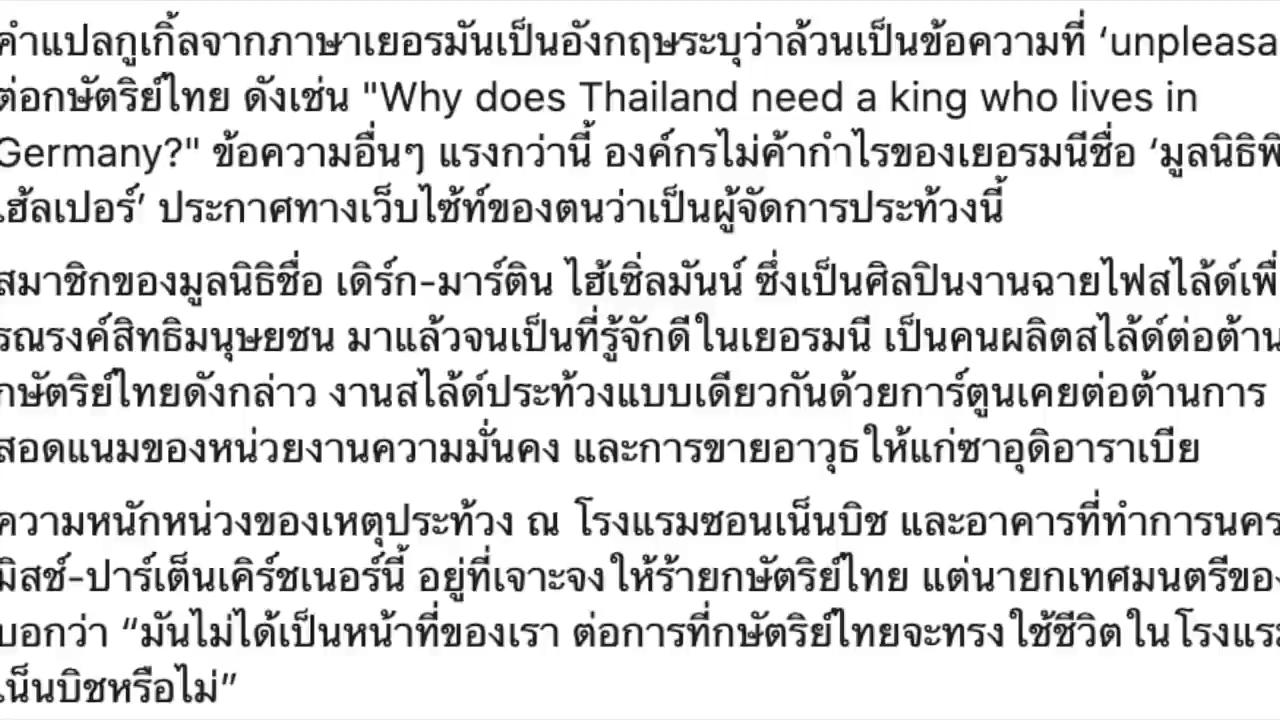 คำแปลกูเกิ้ลจากภาษาเยอรมันเป็นอังกฤษระบุว่าล้วนเป็นข้อความที่ ‘unpleasa
ต่อกษัตริย์ไทย ดังเช่น "Why does Thailand need a king who lives in
Germany?" ข้อความอื่นๆ แรงกว่านี้ องค์กรไม่ค้ากำไรของเยอรมนีชื่อ ‘มูลนิธิพิ
เฮ้ลเปอร์’ ประกาศทางเว็บไซ้ท์ของตนว่าเป็นผู้จัดการประท้วงนี้
สมาชิกของมูลนิธิชื่อ เดิร์ก-มาร์ติน ไฮ้เซิ่ลมันน์ ซึ่งเป็นศิลปินงานฉายไฟสไล้ด์เพื่
รณรงค์สิทธิมนุษยชน มาแล้วจนเป็นที่รู้จักดีในเยอรมนี เป็นคนผลิตสไล้ด์ต่อต้าน
กษัตริย์ไทยดังกล่าว งานสไล้ด์ประท้วงแบบเดียวกันด้วยการ์ตูนเคยต่อต้านการ
สอดแนมของหน่วยงานความมั่นคง และการขายอาวุธให้แก่ซาอุดิอาราเบีย
ความหนักหน่วงของเหตุประท้วง ณ โรงแรมซอนเน็นบิช และอาคารที่ทำการนคร
มิสช์-ปาร์เต็นเคิร์ชเนอร์นี้ อยู่ที่เจาะจงให้ร้ายกษัตริย์ไทย แต่นายกเทศมนตรีของ
บอกว่า “มันไม่ได้เป็นหน้าที่ของเรา ต่อการที่กษัตริย์ไทยจะทรงใช้ชีวิตในโรงแรม
เน็นบิชหรือไม่”